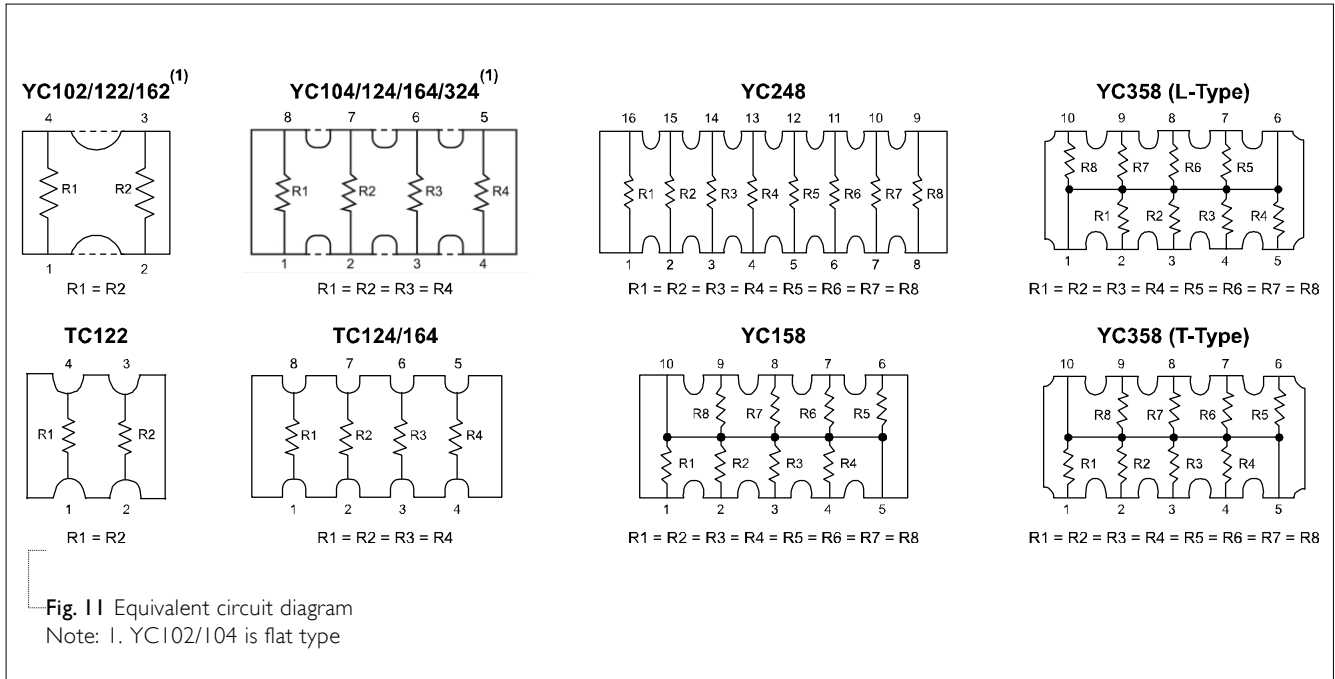 YC102/122/162(1)
4 3
R1 R2
1 2
R1 = R2
YC104/124/164/324(1)
8 7 6 5
R1 R2 R3 R4
1 2 3 4
R1 = R2 = R3 = R4
YC248
16 15 14 13 12 11 10 9
R1 R2 R3 R4 R5 R6 R7 R8
1 2 3 4 5 6 7 8
R1 = R2 = R3 = R4 = R5 = R6 = R7 = R8
YC358 (L-Type)
10 9 8 7 6
R8 R7 R6 R5
R1 R2 R3 R4
1 2 3 4 5
R1 = R2 = R3 = R4 = R5 = R6 = R7 = R8
TC122
4 3
R1 R2
1 2
R1 = R2
TC124/164
8 7 6 5
R1 R2 R3 R4
1 2 3 4
R1 = R2 = R3 = R4
YC158
10 9 8 7 6
R8 R7 R6 R5
R1 R2 R3 R4
1 2 3 4 5
R1 = R2 = R3 = R4 = R5 = R6 = R7 = R8
YC358 (T-Type)
10 9 8 7 6
R8 R7 R6 R5
R1 R2 R3 R4
1 2 3 4 5
R1 = R2 = R3 = R4 = R5 = R6 = R7 = R8
Fig. 11 Equivalent circuit diagram
Note: 1. YC102/104 is flat type